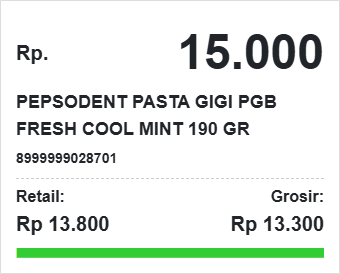 Rp. 15.000
PEPSODENT PASTA GIGI PGB
FRESH COOL MINT 190 GR
8999999028701
Retail: Grosir:
Rp 13.800 Rp 13.300